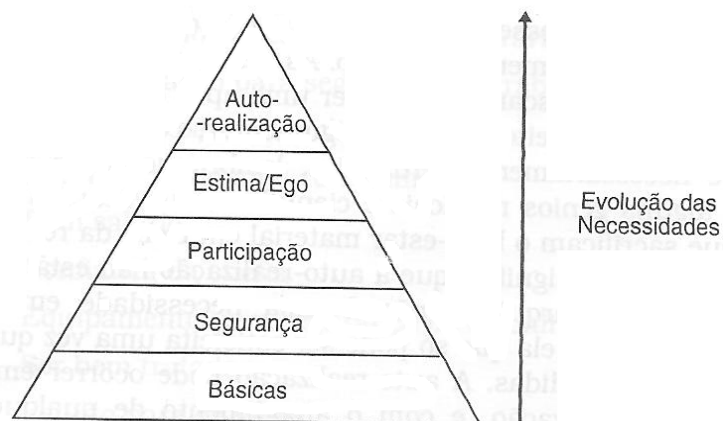 Auto-
-realização
Estima/Ego
Participação
Segurança
Básicas
Evolução das
Necessidades